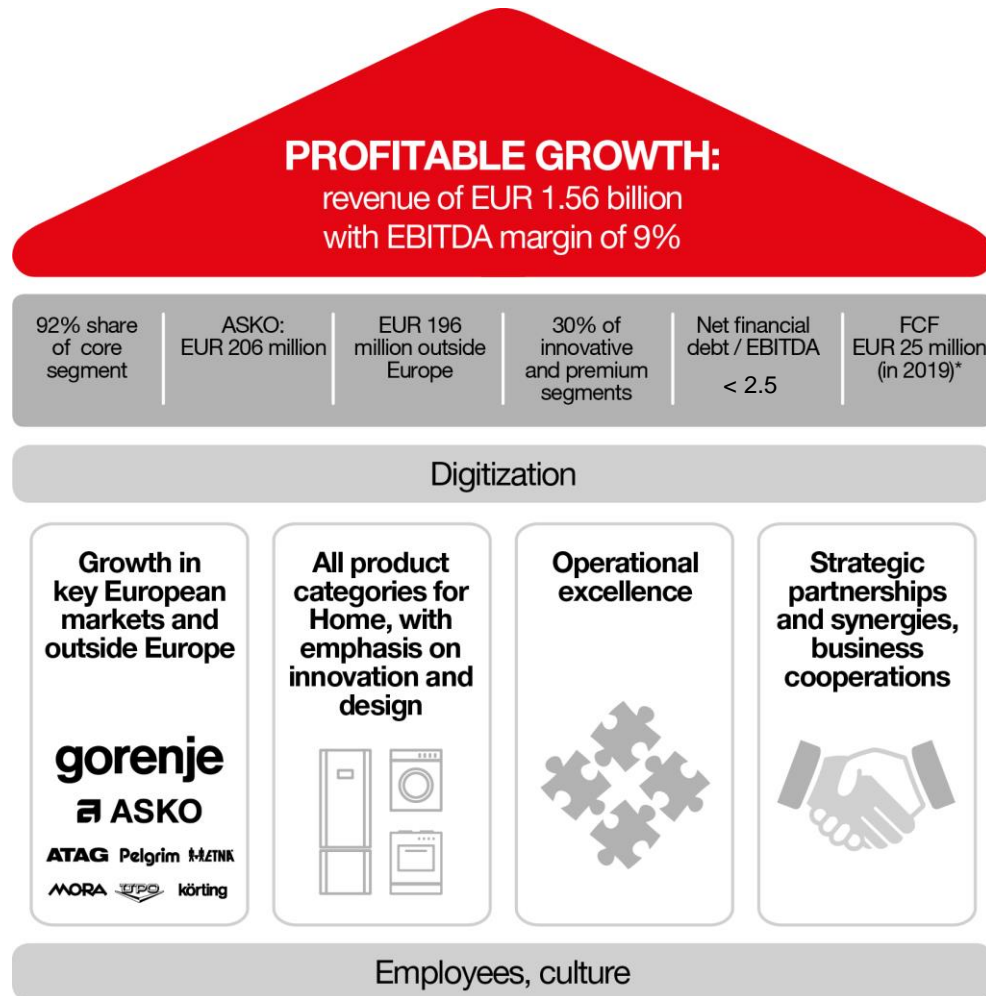 PROFITABLE GROWTH:
revenue of EUR 1.56 billion
with EBITDA margin of 9%
92% share
of core
segment
ASKO:
EUR 206 million
EUR 196
million outside
Europe
30% of
innovative
and premium
segments
Net financial
debt / EBITDA
< 2.5
FCF
EUR 25 million
(in 2019)*
Digitization
Growth in
key European
markets and
outside Europe
gorenje
ASKO
ATAG Pelgrim ETNA
MORA UPO körting
All product
categories for
Home, with
emphasis on
innovation and
design
Operational
excellence
Strategic
partnerships
and synergies,
business
cooperations
Employees, culture